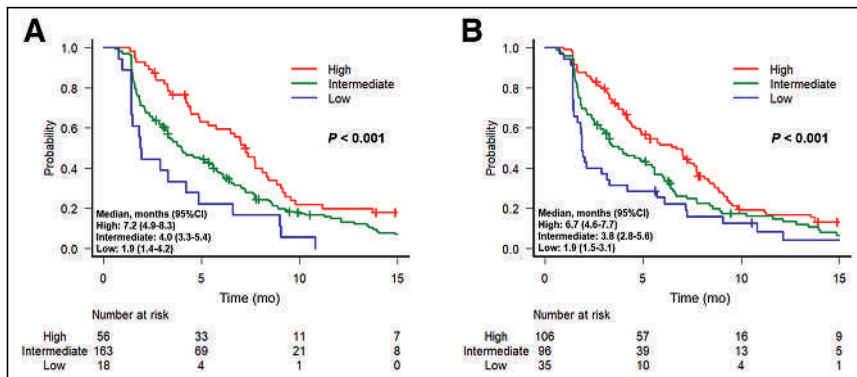 A
1.0
0.8
0.6
0.4
0.2
0.0
Probability
High
Intermediate
Low
P < 0.001
Median, months (95%CI)
High: 7.2 (4.9-8.3)
Intermediate: 4.0 (3.3-5.4)
Low: 1.9 (1.4-4.2)
0 5 10 15
Time (mo)
Number at risk
High 56 33 11 7
Intermediate 163 69 21 8
Low 18 4 1 0
B
1.0
0.8
0.6
0.4
0.2
0.0
Probability
High
Intermediate
Low
P < 0.001
Median, months (95%CI)
High: 6.7 (4.6-7.7)
Intermediate: 3.8 (2.8-5.6)
Low: 1.9 (1.5-3.1)
0 5 10 15
Time (mo)
Number at risk
High 106 57 16 9
Intermediate 96 39 13 5
Low 35 10 4 1